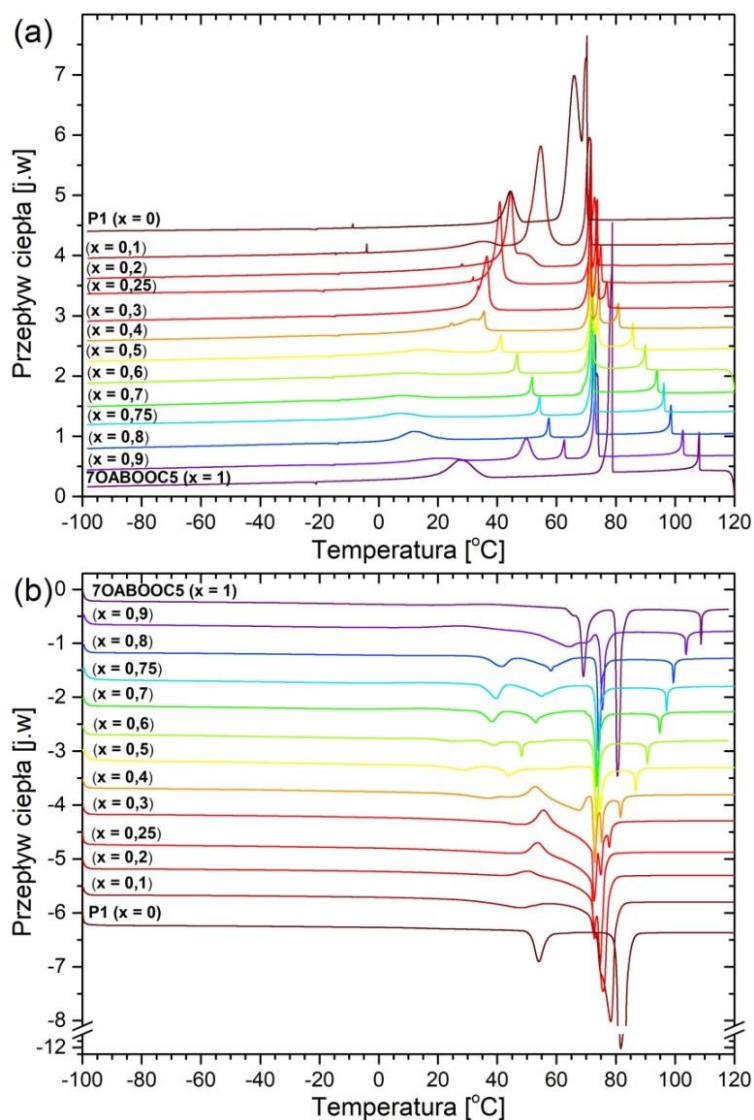 (a)
Przepływ ciepła [j.w]
7
6
5
4
3
2
1
0
P1 (x = 0)
(x = 0,1)
(x = 0,2)
(x = 0,25)
(x = 0,3)
(x = 0,4)
(x = 0,5)
(x = 0,6)
(x = 0,7)
(x = 0,75)
(x = 0,8)
(x = 0,9)
7OABOOC5 (x = 1)
-100 -80 -60 -40 -20 0 20 40 60 80 100 120
Temperatura [°C]
(b)
Przepływ ciepła [j.w]
0
-1
-2
-3
-4
-5
-6
-7
-8
-12
7OABOOC5 (x = 1)
(x = 0,9)
(x = 0,8)
(x = 0,75)
(x = 0,7)
(x = 0,6)
(x = 0,5)
(x = 0,4)
(x = 0,3)
(x = 0,25)
(x = 0,2)
(x = 0,1)
P1 (x = 0)
-100 -80 -60 -40 -20 0 20 40 60 80 100 120
Temperatura [°C]